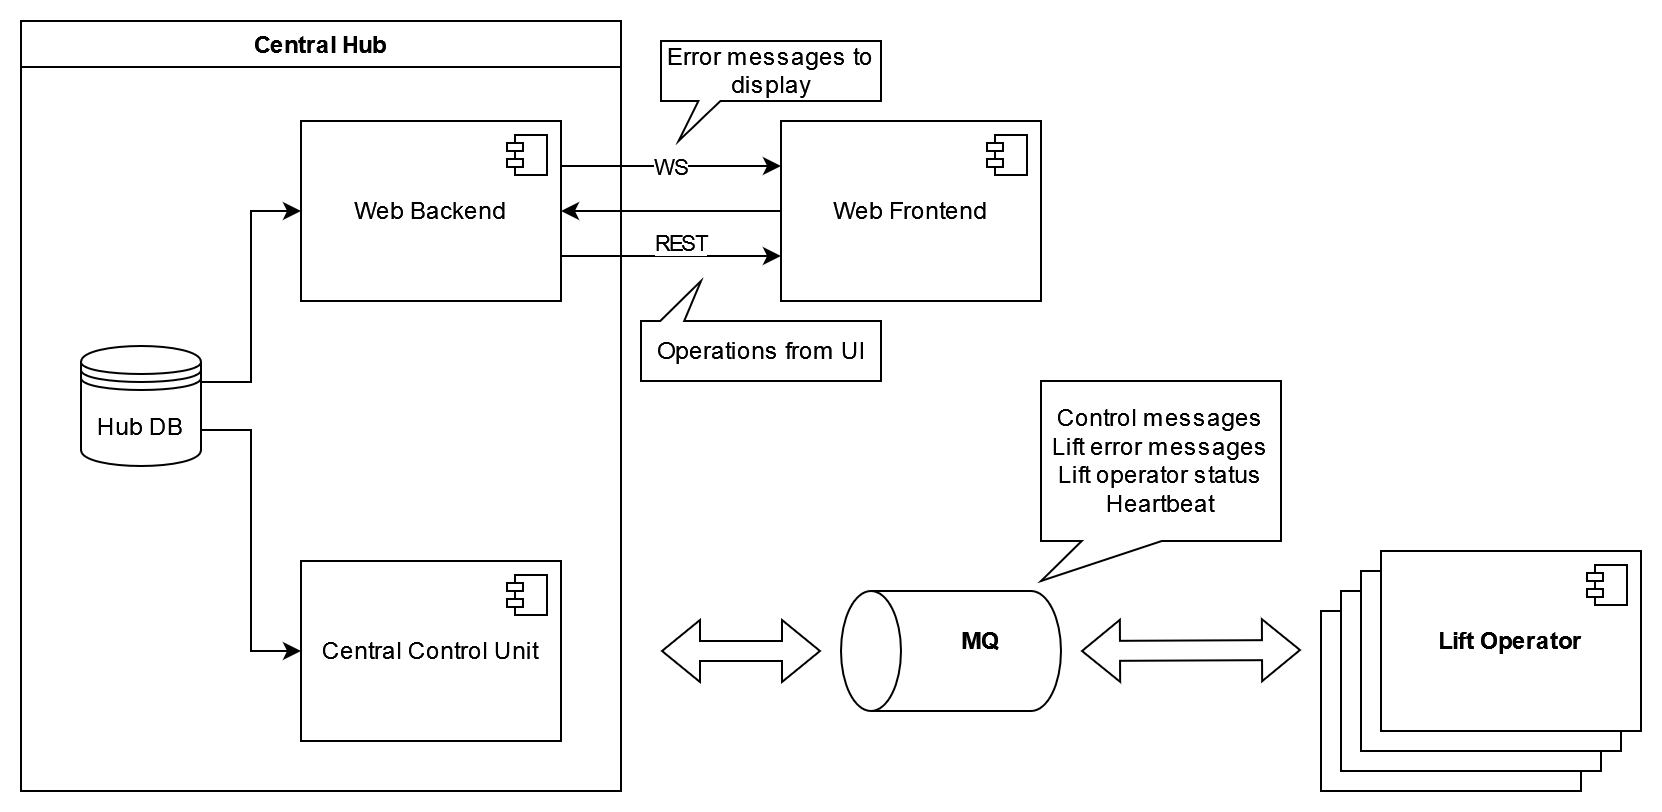 Central Hub
Error messages to
display
WS
Web Backend
Web Frontend
REST
Operations from UI
Hub DB
Control messages
Lift error messages
Lift operator status
Heartbeat
Central Control Unit
MQ
Lift Operator